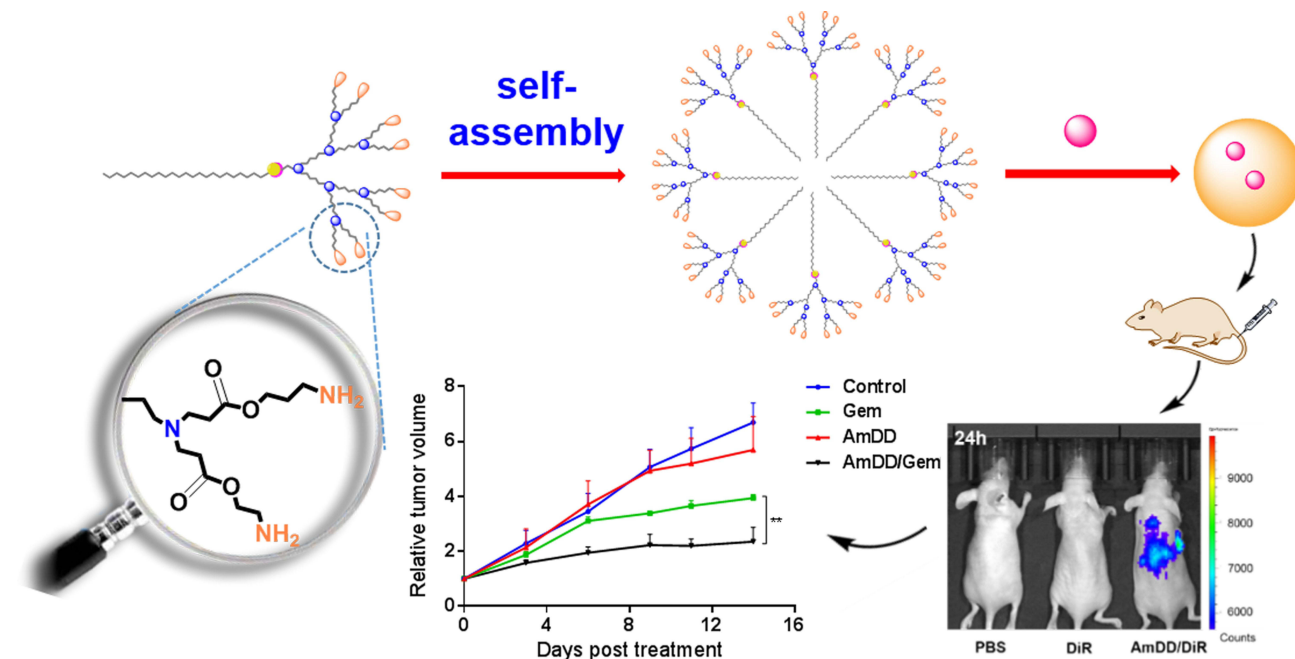 self-
assembly
O
O
NH2
N
O
O
NH2
Relative tumor volume
8
6
4
2
0
0
4
8
12
16
Days post treatment
Control
Gem
AmDD
AmDD/Gem
**
24h
9000
8000
7000
6000
Counts
PBS
DiR
AmDD/DiR